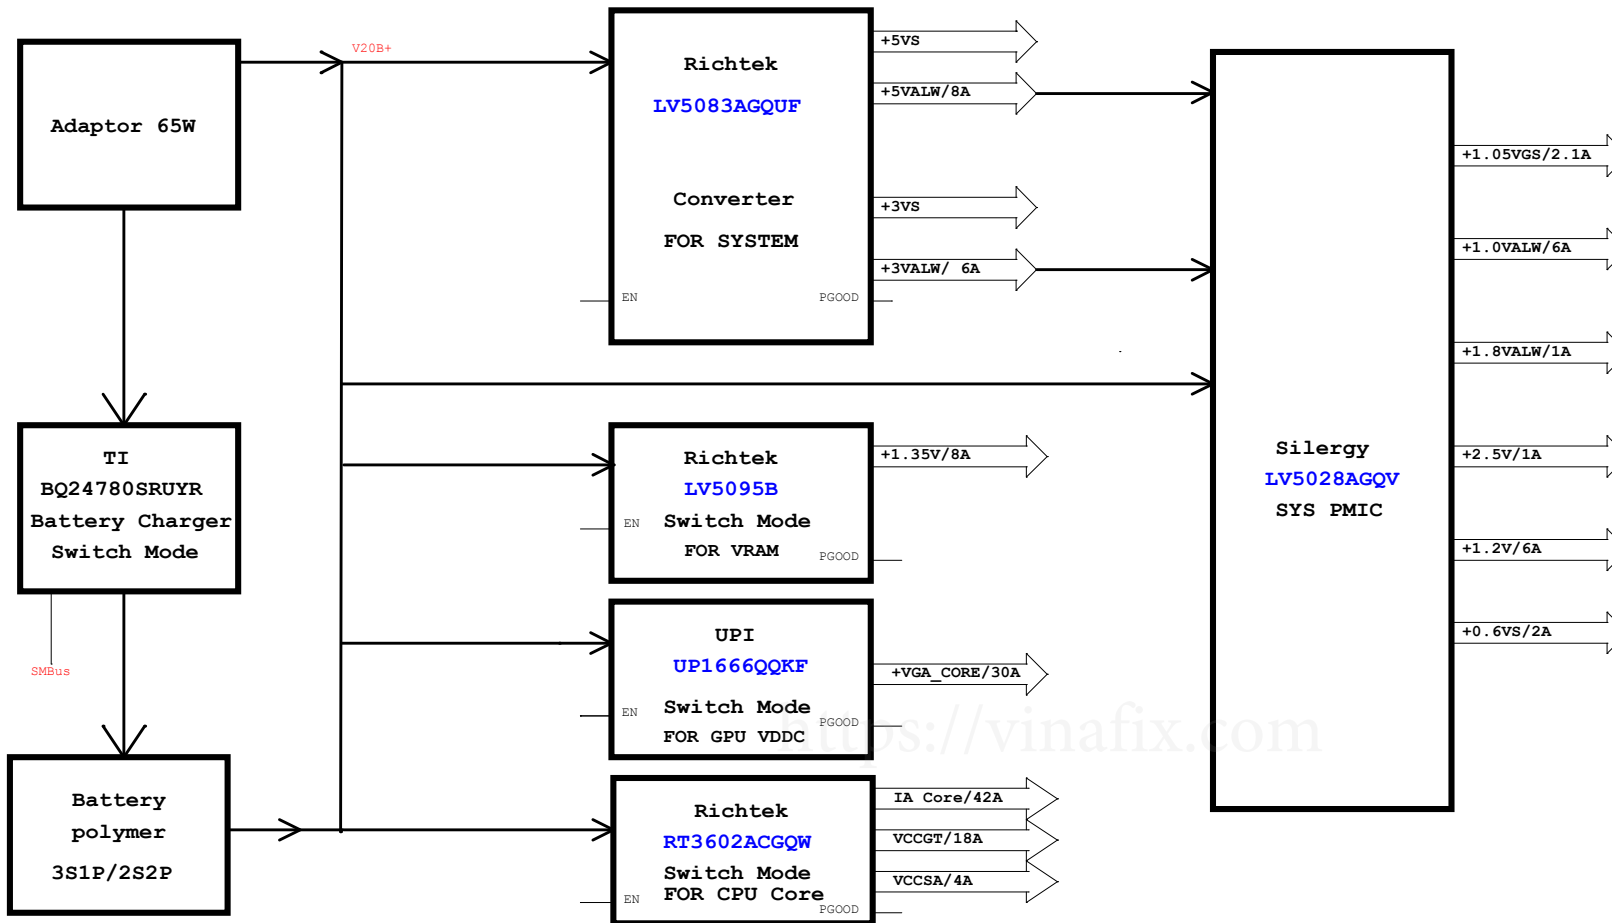 Adaptor 65W
V20B+
TI
BQ24780SRUYR
Battery Charger
Switch Mode
SMBus
Battery
polymer
3S1P/2S2P
Richtek
LV5083AGQUF
Converter
FOR SYSTEM
EN
PGOOD
+5VS
+5VALW/8A
+3VS
+3VALW/ 6A
Richtek
LV5095B
Switch Mode
FOR VRAM
EN
PGOOD
+1.35V/8A
UPI
UP1666QQKF
Switch Mode
FOR GPU VDDC
EN
PGOOD
+VGA_CORE/30A
https://vinafix.com
Richtek
RT3602ACGQW
Switch Mode
FOR CPU Core
EN
PGOOD
IA Core/42A
VCCGT/18A
VCCSA/4A
Silergy
LV5028AGQV
SYS PMIC
+1.05VGS/2.1A
+1.0VALW/6A
+1.8VALW/1A
+2.5V/1A
+1.2V/6A
+0.6VS/2A